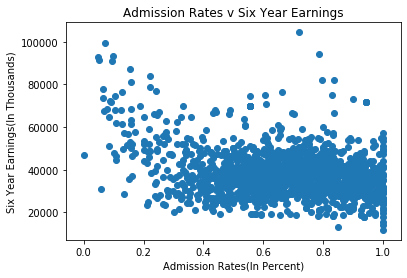 Admission Rates v Six Year Earnings
100000
80000
60000
40000
20000
Six Year Earnings(In Thousands)
0.0 0.2 0.4 0.6 0.8 1.0
Admission Rates(In Percent)